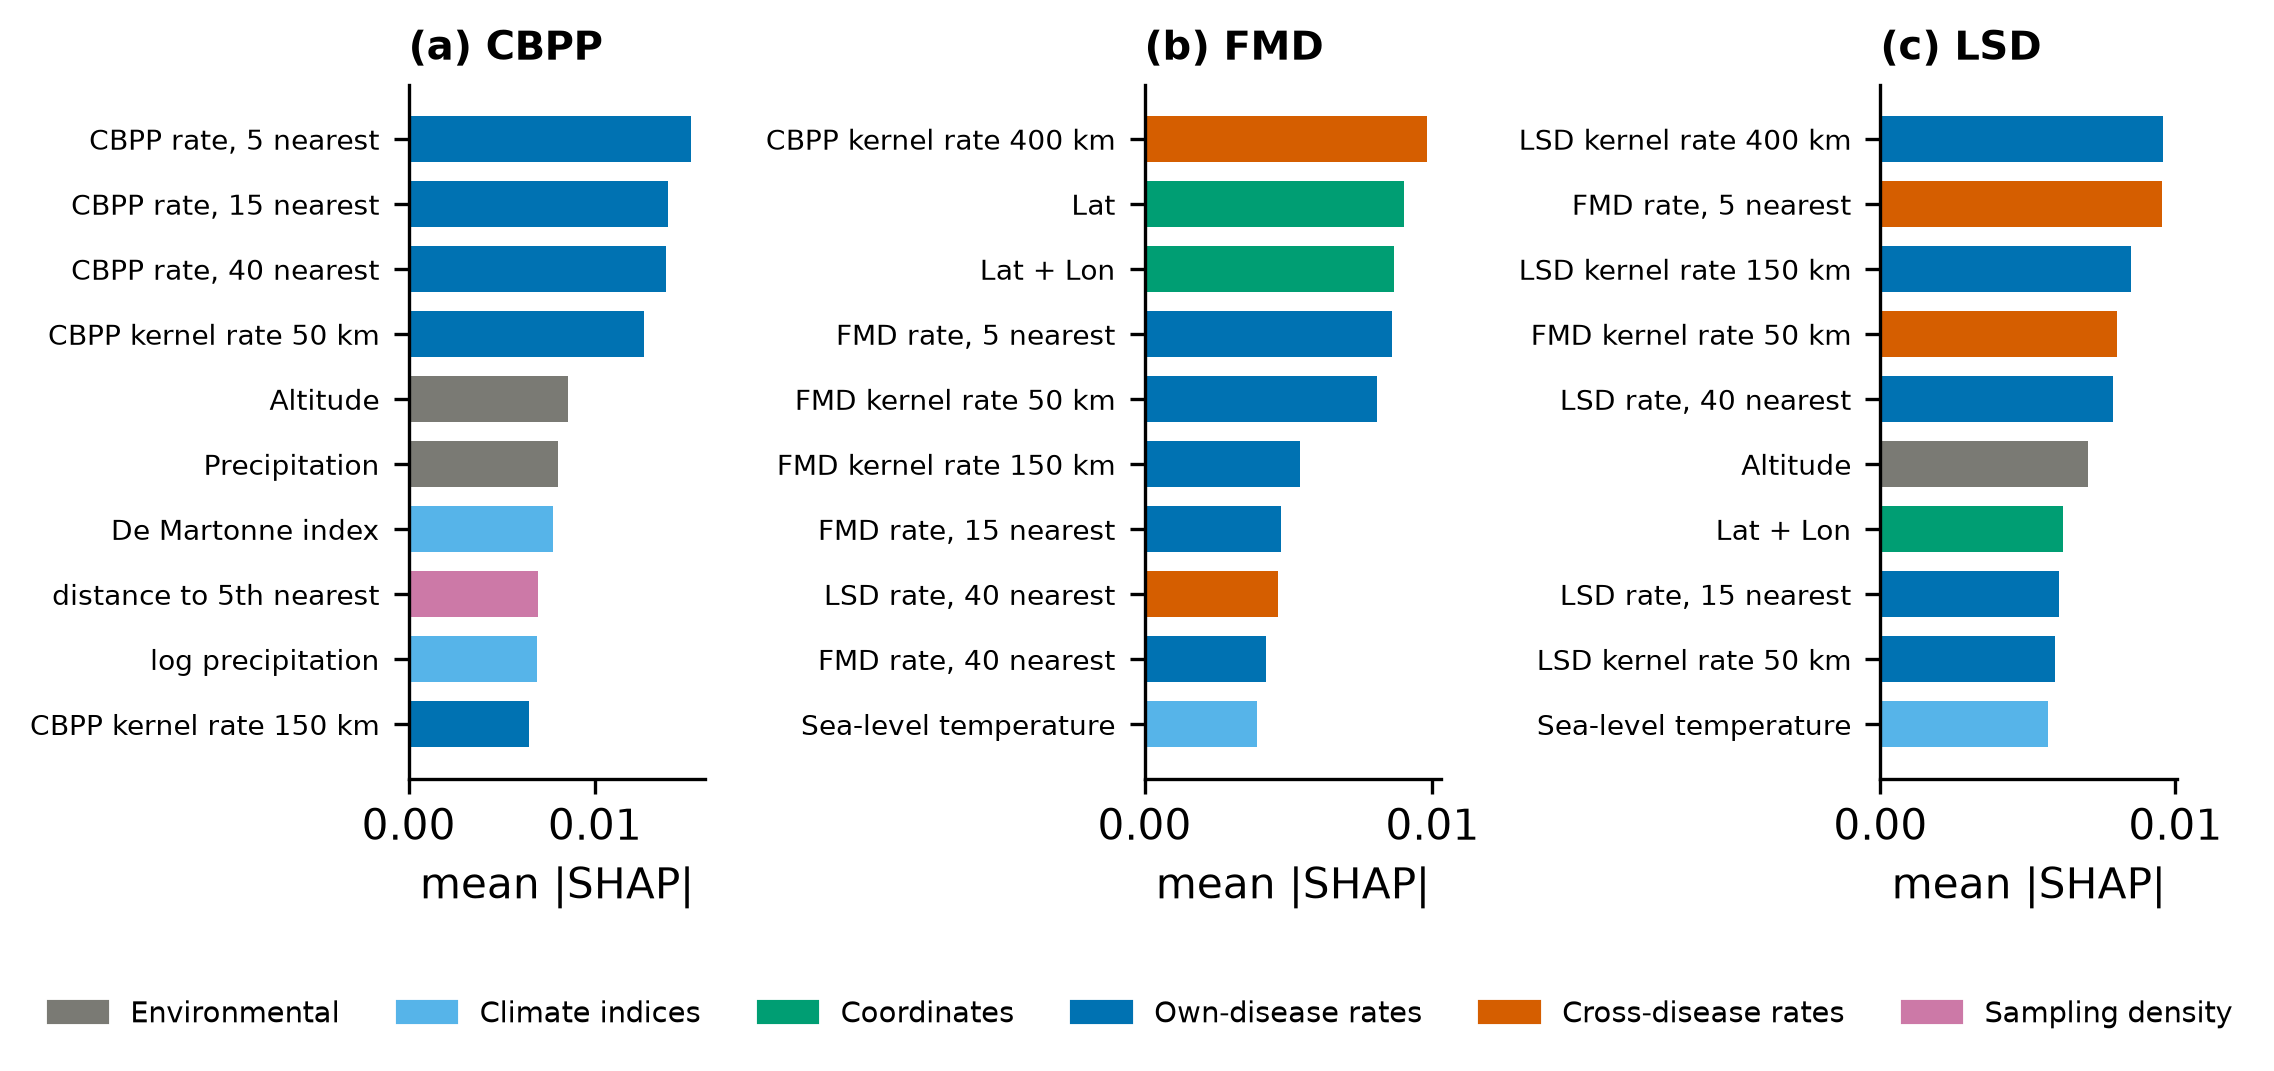 (a) CBPP
CBPP rate, 5 nearest
CBPP rate, 15 nearest
CBPP rate, 40 nearest
CBPP kernel rate 50 km
Altitude
Precipitation
De Martonne index
distance to 5th nearest
log precipitation
CBPP kernel rate 150 km
0.00 0.01
mean |SHAP|
(b) FMD
CBPP kernel rate 400 km
Lat
Lat + Lon
FMD rate, 5 nearest
FMD kernel rate 50 km
FMD kernel rate 150 km
FMD rate, 15 nearest
LSD rate, 40 nearest
FMD rate, 40 nearest
Sea-level temperature
0.00 0.01
mean |SHAP|
(c) LSD
LSD kernel rate 400 km
FMD rate, 5 nearest
LSD kernel rate 150 km
FMD kernel rate 50 km
LSD rate, 40 nearest
Altitude
Lat + Lon
LSD rate, 15 nearest
LSD kernel rate 50 km
Sea-level temperature
0.00 0.01
mean |SHAP|
Environmental Climate indices Coordinates Own-disease rates Cross-disease rates Sampling density